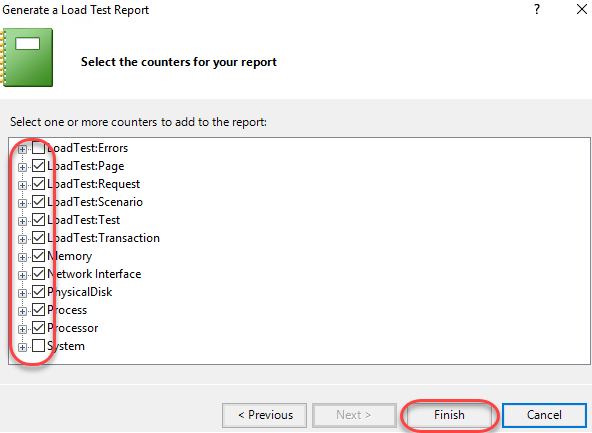 Generate a Load Test Report
Select the counters for your report
Select one or more counters to add to the report:
LoadTest:Errors
LoadTest:Page
LoadTest:Request
LoadTest:Scenario
LoadTest:Test
LoadTest:Transaction
Memory
Network Interface
PhysicalDisk
Process
Processor
System
< Previous Next > Finish Cancel